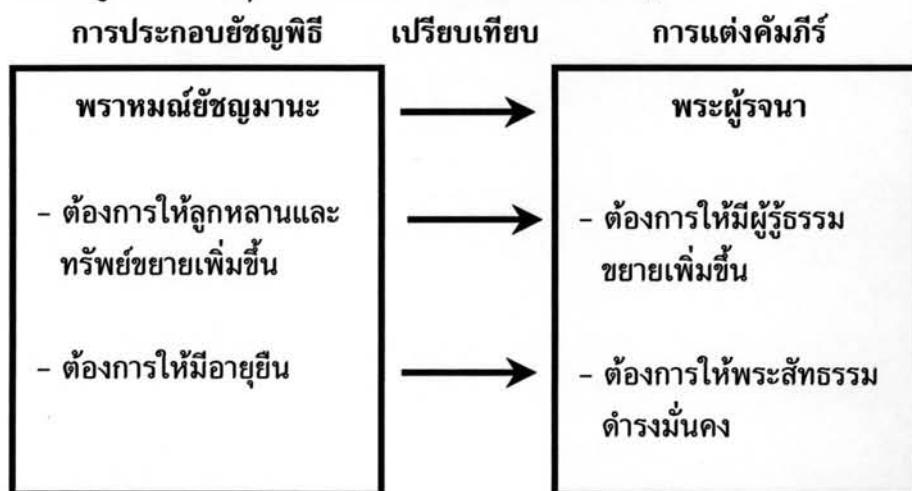 การประกอบยัชญพิธี เปรียบเทียบ การแต่งคัมภีร์
พราหมณ์ยัชญมานะ
- ต้องการให้ลูกหลานและ
ทรัพย์ขยายเพิ่มขึ้น
- ต้องการให้มีอายุยืน
พระผู้รจนา
- ต้องการให้มีผู้รู้ธรรม
ขยายเพิ่มขึ้น
- ต้องการให้พระสัทธรรม
ดำรงมั่นคง